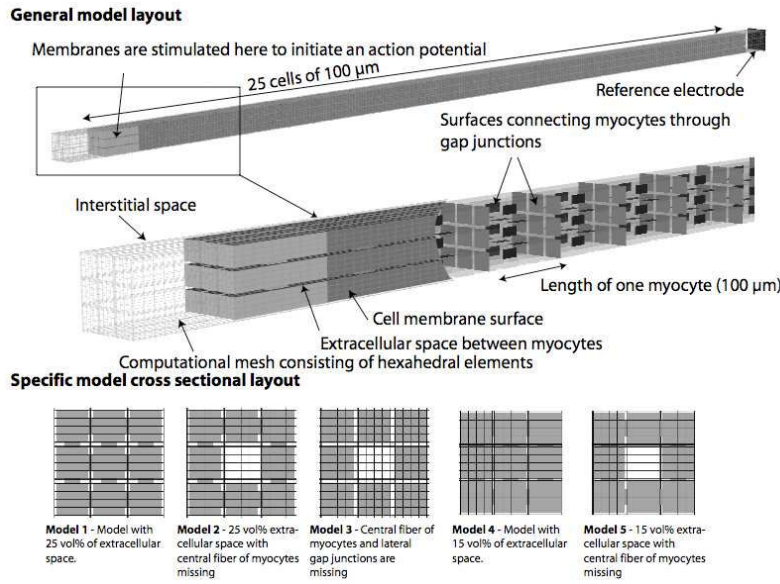 General model layout
Membranes are stimulated here to initiate an action potential
25 cells of 100 µm
Reference electrode
Surfaces connecting myocytes through
gap junctions
Interstitial space
Length of one myocyte (100 µm)
Cell membrane surface
Extracellular space between myocytes
Computational mesh consisting of hexahedral elements
Specific model cross sectional layout
Model 1 - Model with
25 vol% of extracellular
space.
Model 2 - 25 vol% extra-
cellular space with
central fiber of myocytes
missing
Model 3 - Central fiber of
myocytes and lateral
gap junctions are
missing
Model 4 - Model with
15 vol% of extracellular
space.
Model 5 - 15 vol% extra-
cellular space with
central fiber of myocytes
missing